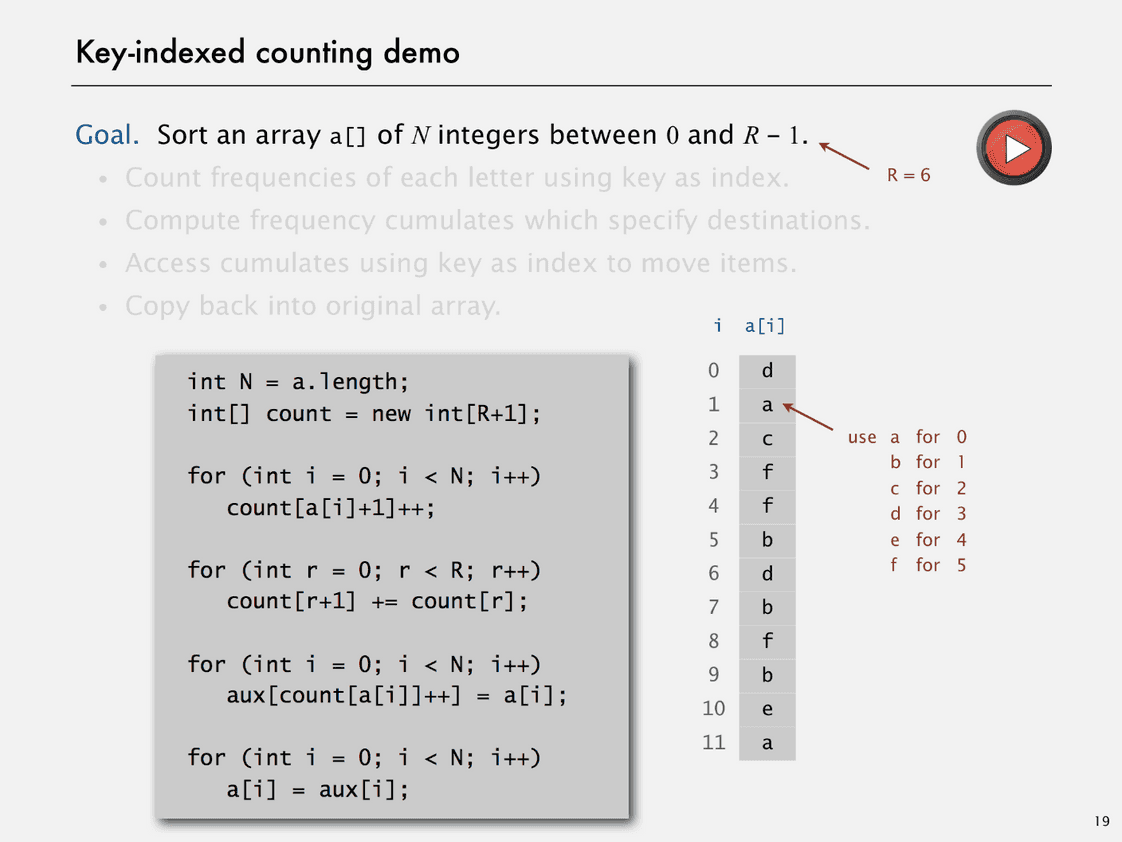 Key-indexed counting demo
Goal. Sort an array a[] of N integers between 0 and R – 1.
R = 6
• Count frequencies of each letter using key as index.
• Compute frequency cumulates which specify destinations.
• Access cumulates using key as index to move items.
• Copy back into original array.
int N = a.length;
int[] count = new int[R+1];
for (int i = 0; i < N; i++)
count[a[i]+1]++;
for (int r = 0; r < R; r++)
count[r+1] += count[r];
for (int i = 0; i < N; i++)
aux[count[a[i]]++] = a[i];
for (int i = 0; i < N; i++)
a[i] = aux[i];
i a[i]
0 d
1 a
2 c
3 f
4 f
5 b
6 d
7 b
8 f
9 b
10 e
11 a
use a for 0
b for 1
c for 2
d for 3
e for 4
f for 5
19